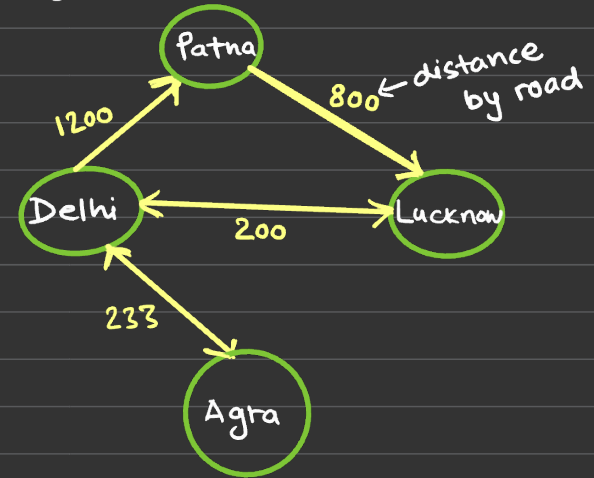 Patna
800
distance
by road
1200
Delhi
200
Lucknow
233
Agra